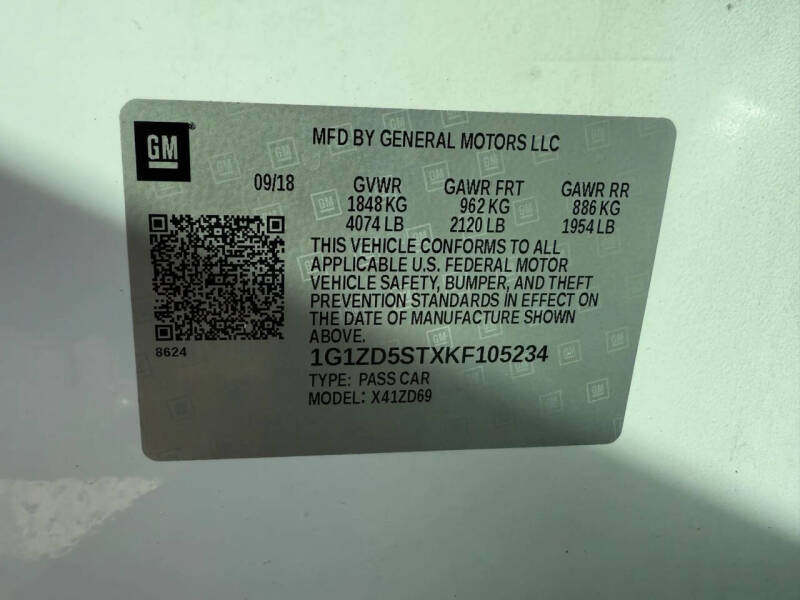 GM
MFD BY GENERAL MOTORS LLC
09/18 GVWR GAWR FRT GAWR RR
1848 KG 962 KG 886 KG
4074 LB 2120 LB 1954 LB
THIS VEHICLE CONFORMS TO ALL
APPLICABLE U.S. FEDERAL MOTOR
VEHICLE SAFETY, BUMPER, AND THEFT
PREVENTION STANDARDS IN EFFECT ON
THE DATE OF MANUFACTURE SHOWN
ABOVE.
8624
1G1ZD5STXKF105234
TYPE: PASS CAR
MODEL: X41ZD69